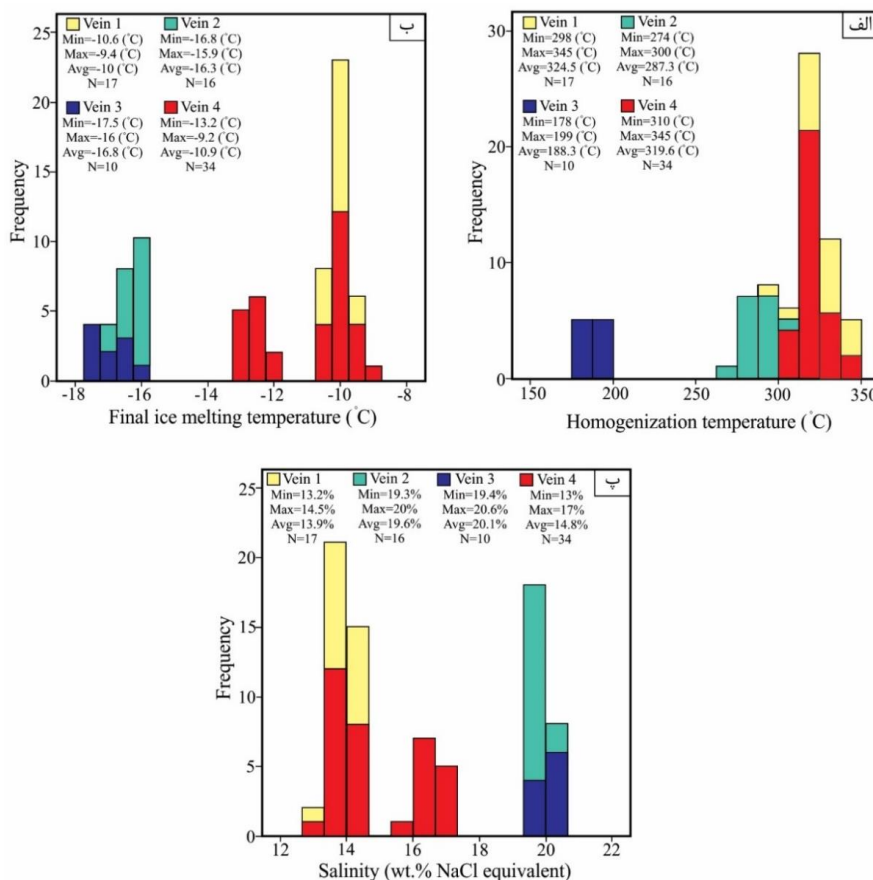 ب
Vein 1
Min=-10.6 (°C)
Max=-9.4 (°C)
Avg=-10 (°C)
N=17
Vein 2
Min=-16.8 (°C)
Max=-15.9 (°C)
Avg=-16.3 (°C)
N=16
Vein 3
Min=-17.5 (°C)
Max=-16 (°C)
Avg=-16.8 (°C)
N=10
Vein 4
Min=-13.2 (°C)
Max=-9.2 (°C)
Avg=-10.9 (°C)
N=34
Frequency
25
20
15
10
5
0
-18 -16 -14 -12 -10 -8
Final ice melting temperature (°C)
الف
Vein 1
Min=298 (°C)
Max=345 (°C)
Avg=324.5 (°C)
N=17
Vein 2
Min=274 (°C)
Max=300 (°C)
Avg=287.3 (°C)
N=16
Vein 3
Min=178 (°C)
Max=199 (°C)
Avg=188.3 (°C)
N=10
Vein 4
Min=310 (°C)
Max=345 (°C)
Avg=319.6 (°C)
N=34
Frequency
30
20
10
0
150 200 250 300 350
Homogenization temperature (°C)
پ
Vein 1
Min=13.2%
Max=14.5%
Avg=13.9%
N=17
Vein 2
Min=19.3%
Max=20%
Avg=19.6%
N=16
Vein 3
Min=19.4%
Max=20.6%
Avg=20.1%
N=10
Vein 4
Min=13%
Max=17%
Avg=14.8%
N=34
Frequency
25
20
15
10
5
0
12 14 16 18 20 22
Salinity (wt.% NaCl equivalent)